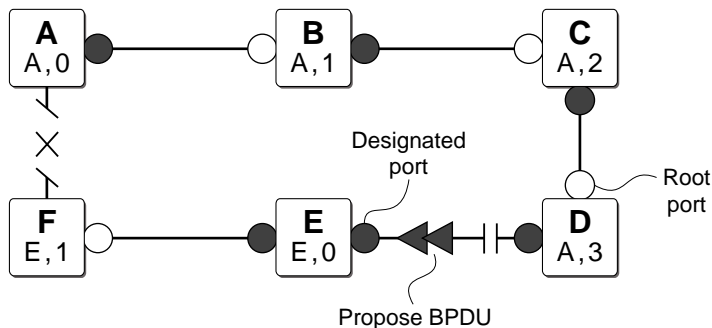 A
A,0
B
A,1
C
A,2
Designated
port
Root
port
F
E,1
E
E,0
D
A,3
Propose BPDU